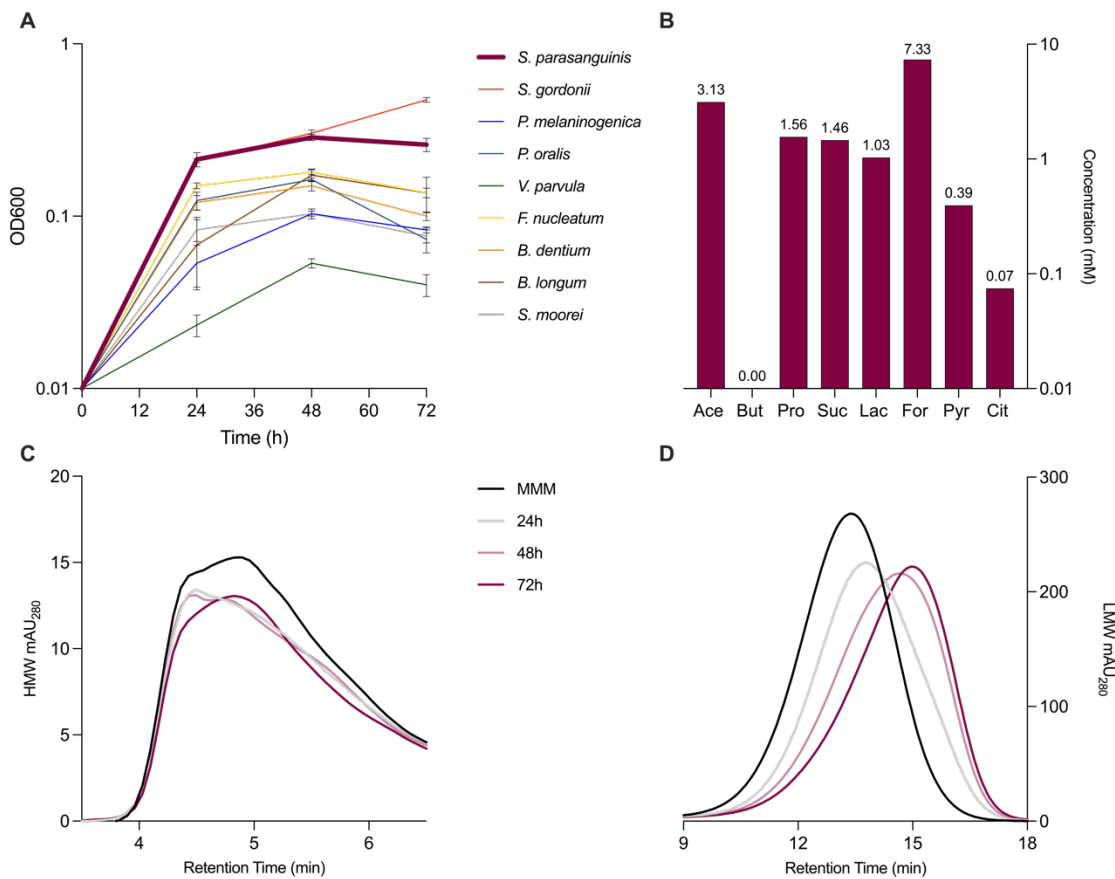 A
OD600
1
0.1
0.01
0 12 24 36 48 60 72
Time (h)
S. parasanguinis
S. gordonii
P. melaninogenica
P. oralis
V. parvula
F. nucleatum
B. dentium
B. longum
S. moorei
B
3.13
0.00
1.56
1.46
1.03
7.33
0.39
0.07
Ace But Pro Suc Lac For Pyr Cit
10
1
0.1
0.01
Concentration (mM)
C
HMW mAU280
20
15
10
5
0
4 5 6
Retention Time (min)
MMM
24h
48h
72h
D
300
200
100
0
LMW mAU280
9 12 15 18
Retention Time (min)